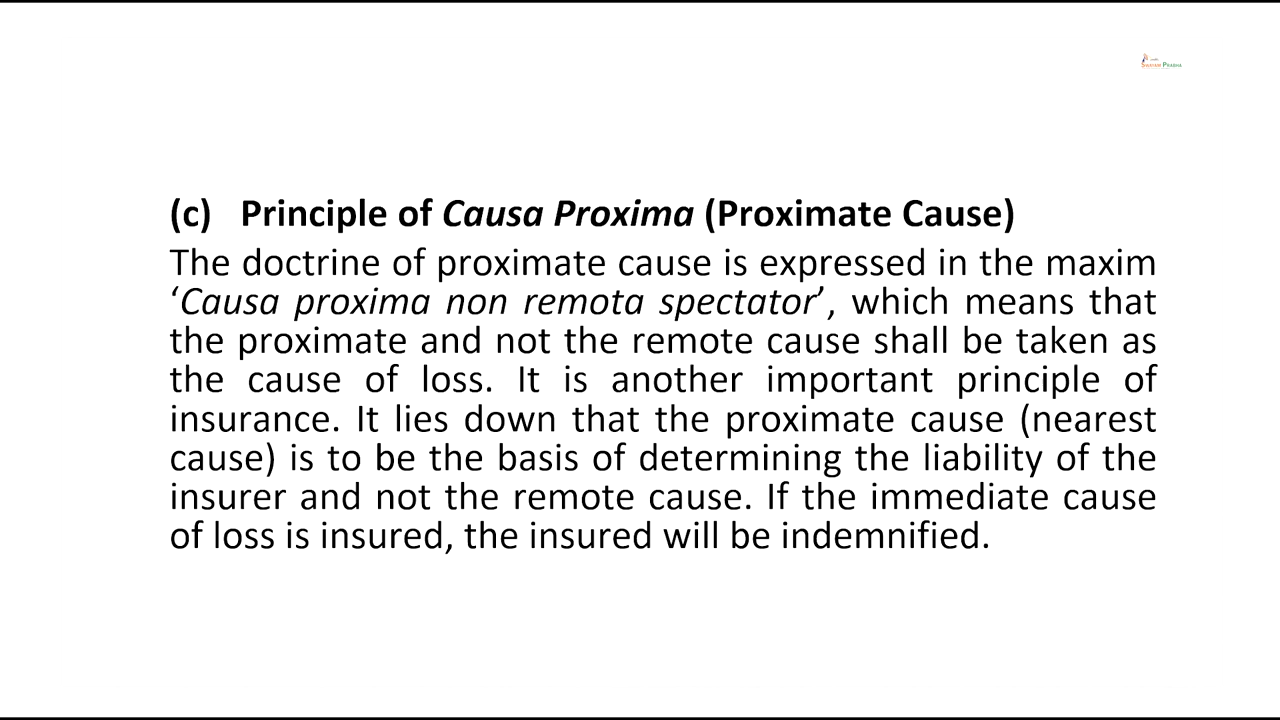 SWAYAM PRABHA
(c) Principle of Causa Proxima (Proximate Cause)
The doctrine of proximate cause is expressed in the maxim
‘Causa proxima non remota spectator’, which means that
the proximate and not the remote cause shall be taken as
the cause of loss. It is another important principle of
insurance. It lies down that the proximate cause (nearest
cause) is to be the basis of determining the liability of the
insurer and not the remote cause. If the immediate cause
of loss is insured, the insured will be indemnified.